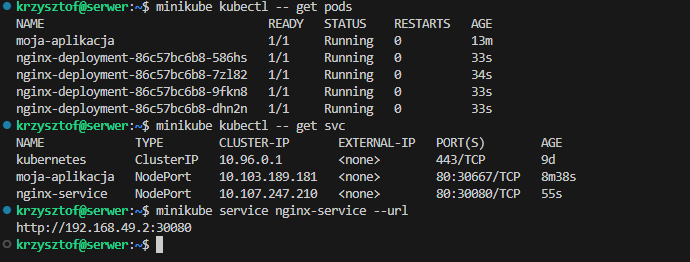 krzysztof@serwer:~$ minikube kubectl -- get pods
NAME READY STATUS RESTARTS AGE
moja-aplikacja 1/1 Running 0 13m
nginx-deployment-86c57bc6b8-586hs 1/1 Running 0 33s
nginx-deployment-86c57bc6b8-7zl82 1/1 Running 0 34s
nginx-deployment-86c57bc6b8-9fkn8 1/1 Running 0 33s
nginx-deployment-86c57bc6b8-dhn2n 1/1 Running 0 33s
krzysztof@serwer:~$ minikube kubectl -- get svc
NAME TYPE CLUSTER-IP EXTERNAL-IP PORT(S) AGE
kubernetes ClusterIP 10.96.0.1 <none> 443/TCP 9d
moja-aplikacja NodePort 10.103.189.181 <none> 80:30667/TCP 8m38s
nginx-service NodePort 10.107.247.210 <none> 80:30080/TCP 55s
krzysztof@serwer:~$ minikube service nginx-service --url
http://192.168.49.2:30080
krzysztof@serwer:~$